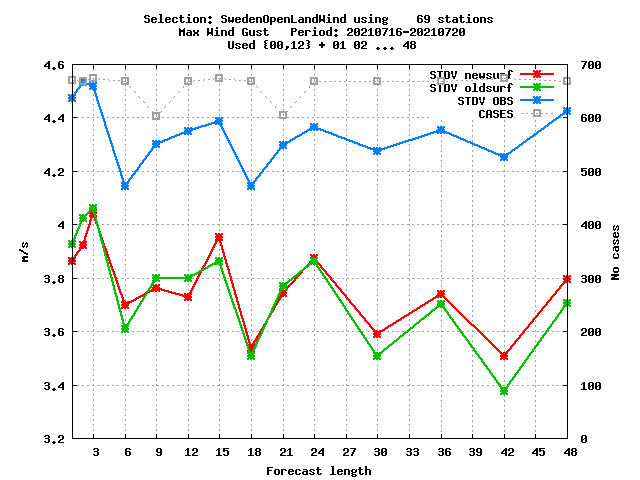 Selection: SwedenOpenLandWind using    69 stations
Max Wind Gust   Period: 20210716-20210720
Used {00,12} + 01 02 ... 48
4.6
4.4
4.2
4
3.8
3.6
3.4
3.2
m/s
700
600
500
400
300
200
100
0
No cases
STDV newsurf
STDV oldsurf
STDV OBS
CASES
3 6 9 12 15 18 21 24 27 30 33 36 39 42 45 48
Forecast length